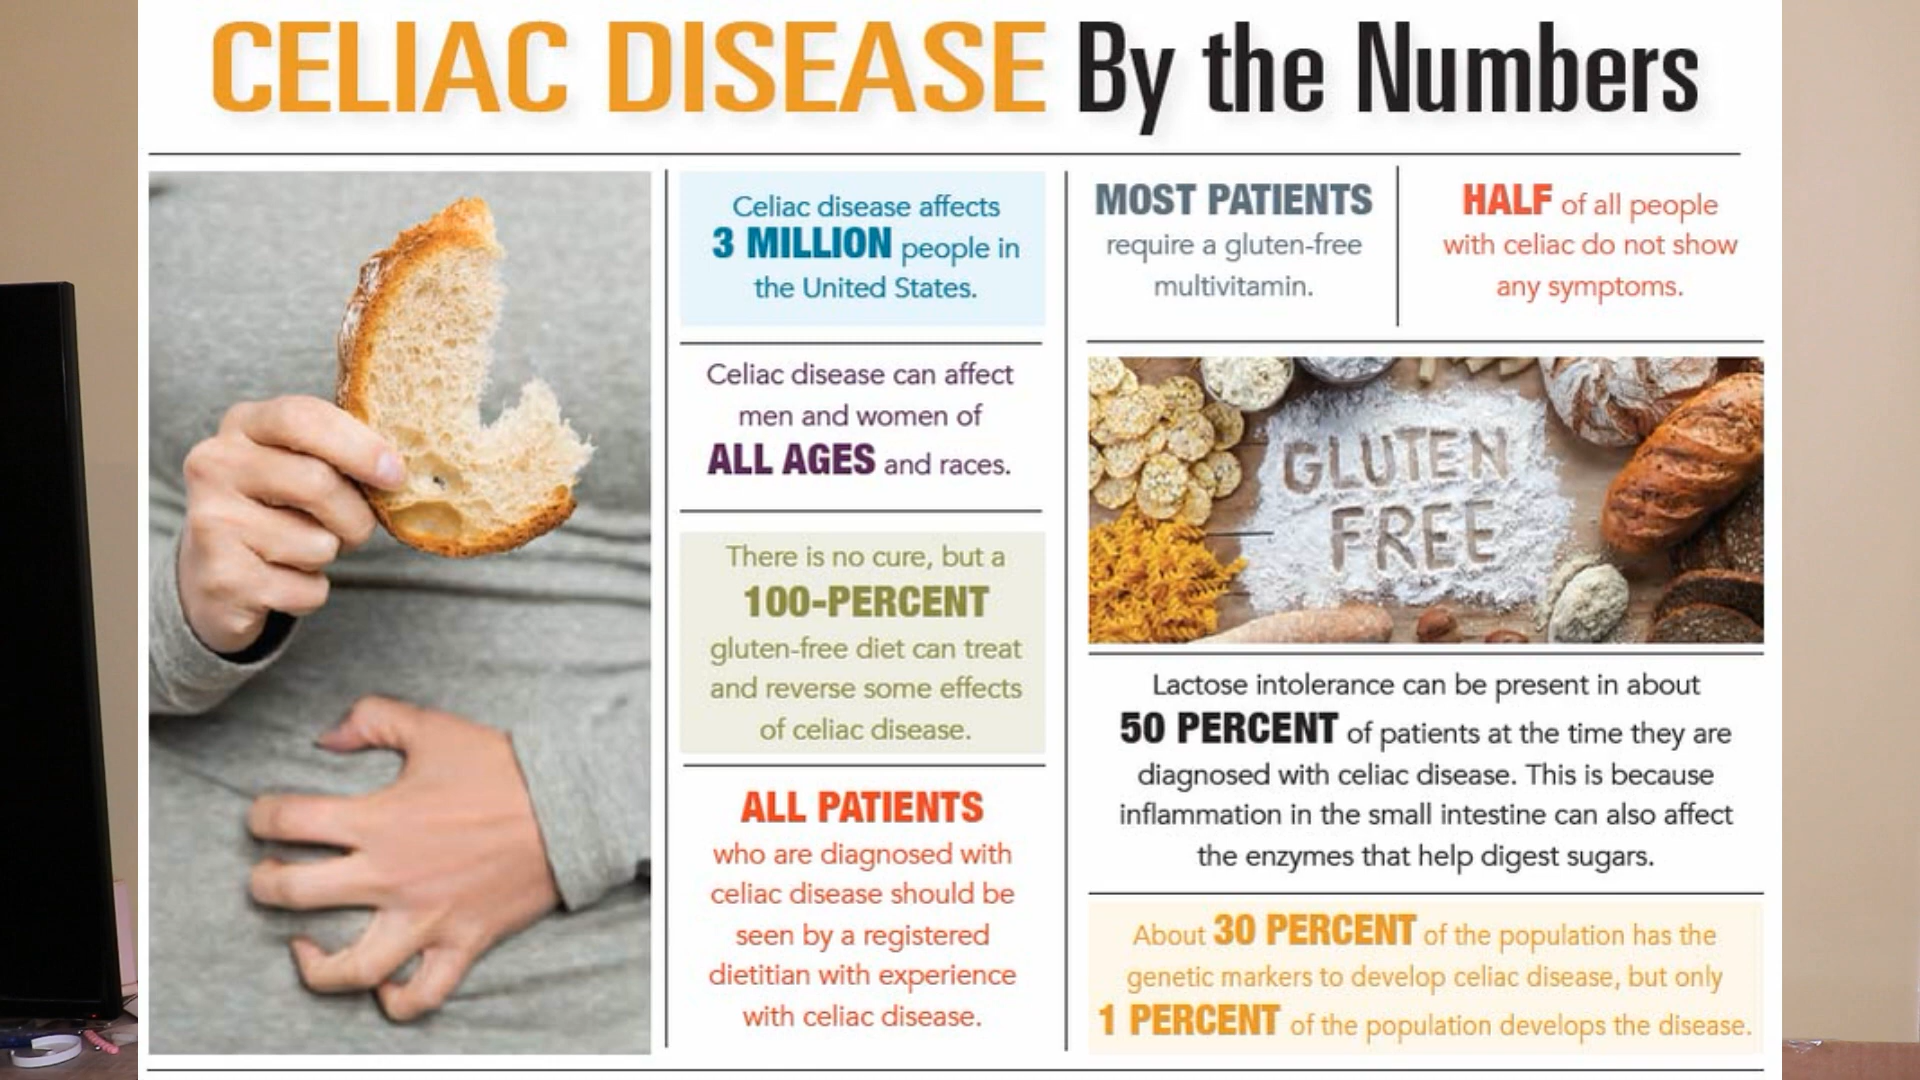 CELIAC DISEASE By the Numbers
Celiac disease affects
3 MILLION people in
the United States.
Celiac disease can affect
men and women of
ALL AGES and races.
There is no cure, but a
100-PERCENT
gluten-free diet can treat
and reverse some effects
of celiac disease.
ALL PATIENTS
who are diagnosed with
celiac disease should be
seen by a registered
dietitian with experience
with celiac disease.
MOST PATIENTS
require a gluten-free
multivitamin.
HALF of all people
with celiac do not show
any symptoms.
GLUTEN
FREE
Lactose intolerance can be present in about
50 PERCENT of patients at the time they are
diagnosed with celiac disease. This is because
inflammation in the small intestine can also affect
the enzymes that help digest sugars.
About 30 PERCENT of the population has the
genetic markers to develop celiac disease, but only
1 PERCENT of the population develops the disease.